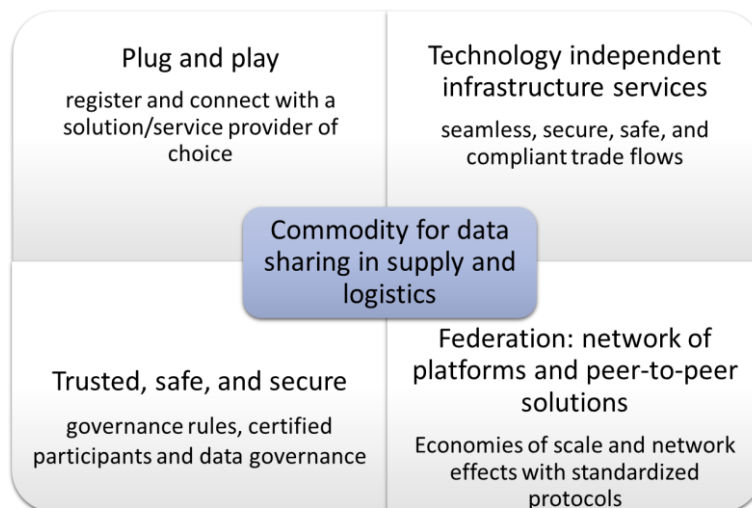 Plug and play
register and connect with a
solution/service provider of
choice
Technology independent
infrastructure services
seamless, secure, safe, and
compliant trade flows
Commodity for data
sharing in supply and
logistics
Trusted, safe, and secure
governance rules, certified
participants and data governance
Federation: network of
platforms and peer-to-peer
solutions
Economies of scale and network
effects with standardized
protocols